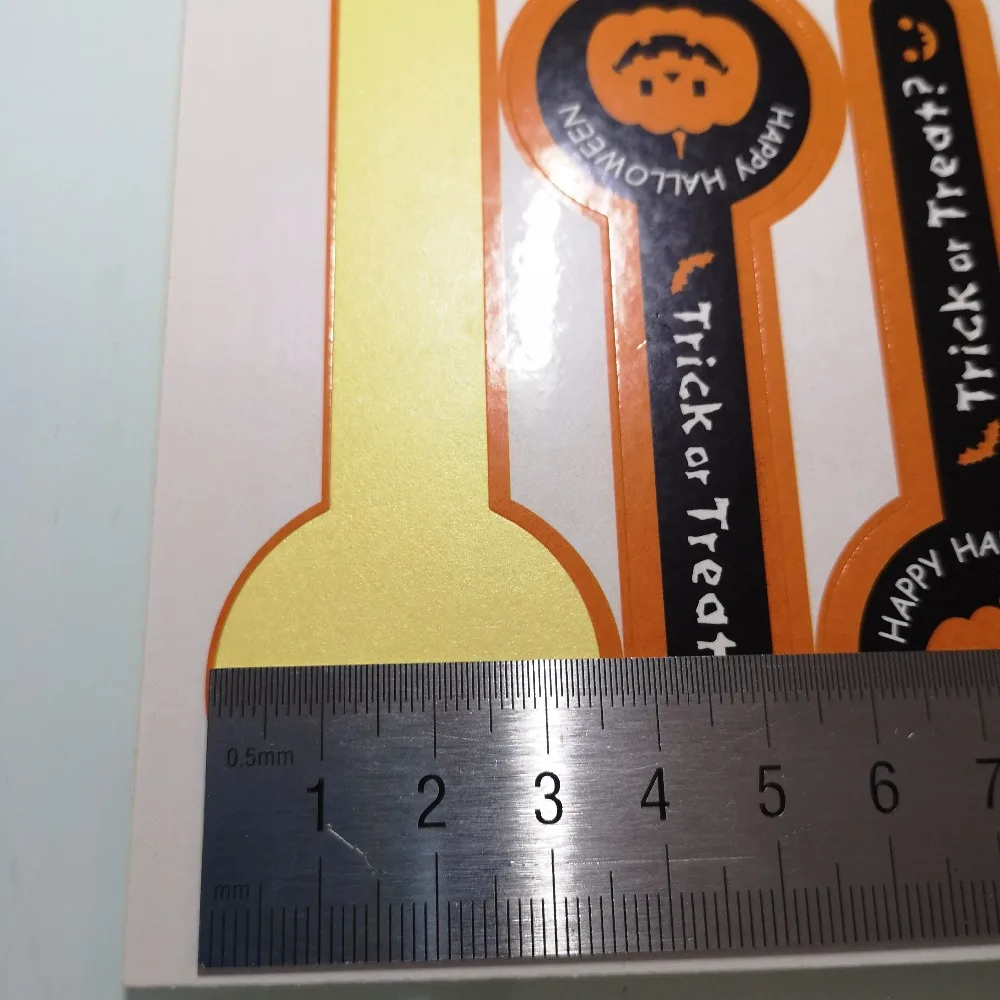 HAPPY HALLOWEEN
Trick or Treat
Trick or Treat?
HAPPY HA
0.5mm
1 2 3 4 5 6 7
mm